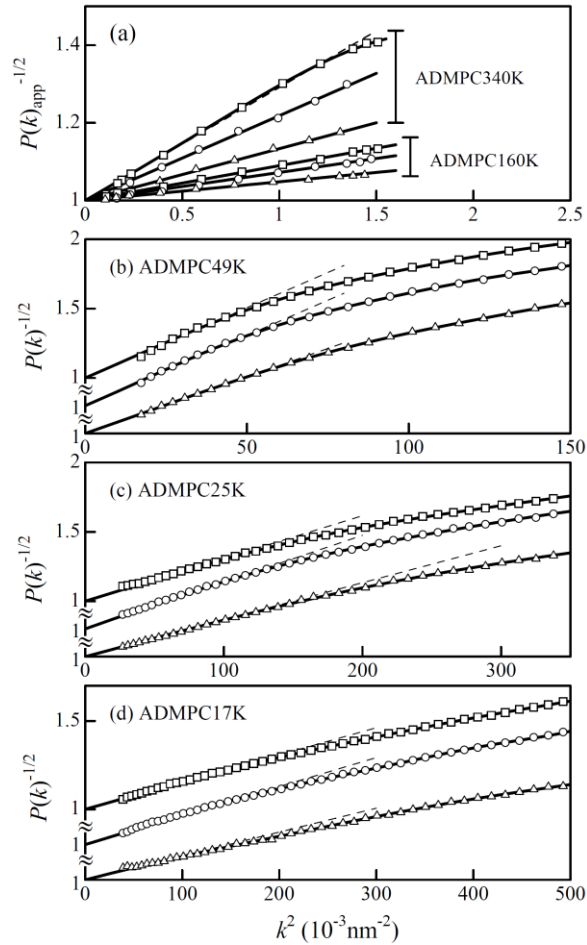 (a)
P(k)app^-1/2
1.4
1.2
1
ADMPC340K
ADMPC160K
0 0.5 1 1.5 2 2.5
(b) ADMPC49K
P(k)^-1/2
2
1.5
1
1
1
0 50 100 150
(c) ADMPC25K
P(k)^-1/2
2
1.5
1
1
1
0 100 200 300
(d) ADMPC17K
P(k)^-1/2
1.5
1
1
1
0 100 200 300 400 500
k^2 (10^-3nm^-2)